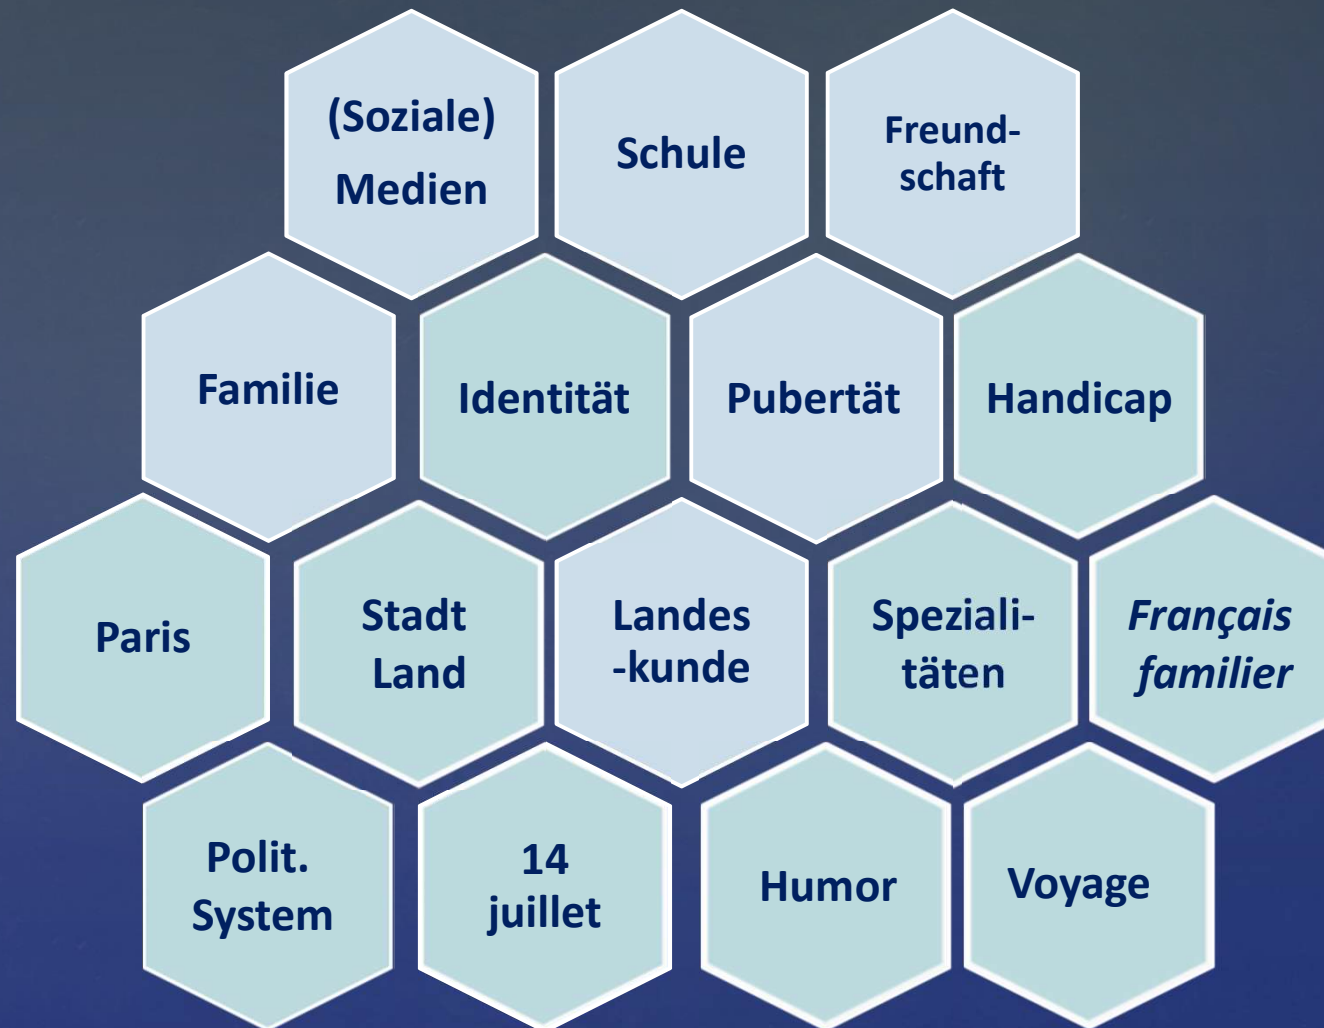 (Soziale)
Medien
Schule
Freund-
schaft
Familie
Identität
Pubertät
Handicap
Paris
Stadt
Land
Landes
-kunde
Speziali-
täten
Français
familier
Polit.
System
14
juillet
Humor
Voyage